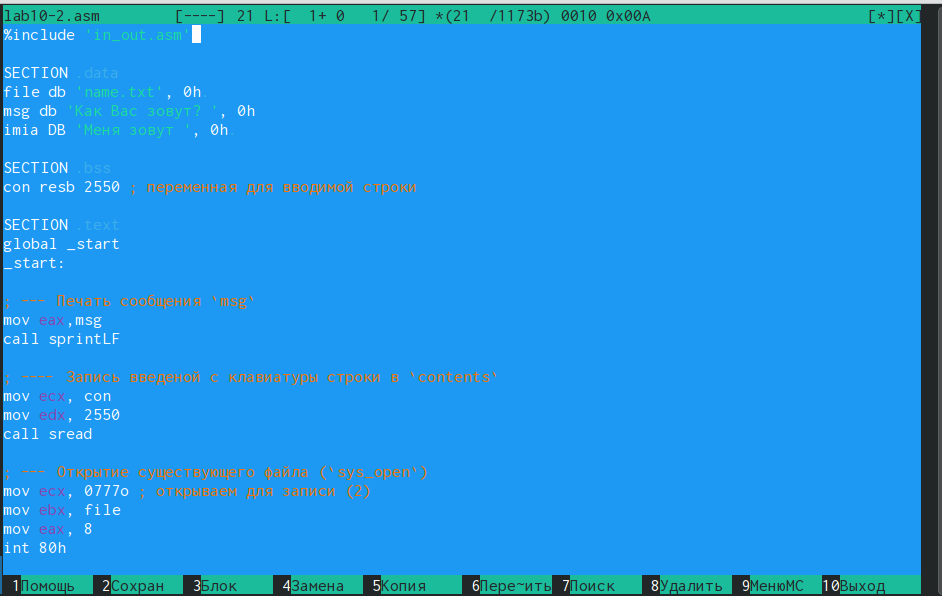 lab10-2.asm [----] 21 L:[ 1+ 0 1/ 57] *(21 /1173b) 0010 0x00A [*][X]
%include 'in_out.asm'
SECTION .data
file db 'name.txt', 0h
msg db 'Как Вас зовут? ', 0h
imia DB 'Меня зовут ', 0h
SECTION .bss
con resb 2550 ; переменная для вводимой строки
SECTION .text
global _start
_start:
; --- Печать сообщения `msg`
mov eax,msg
call sprintLF
; ---- Запись введеной с клавиатуры строки в `contents`
mov ecx, con
mov edx, 2550
call sread
; --- Открытие существующего файла (`sys_open`)
mov ecx, 0777o ; открываем для записи (2)
mov ebx, file
mov eax, 8
int 80h
1Помощь 2Сохран 3Блок 4Замена 5Копия 6Пере~ить 7Поиск 8Удалить 9МенюМС 10Выход